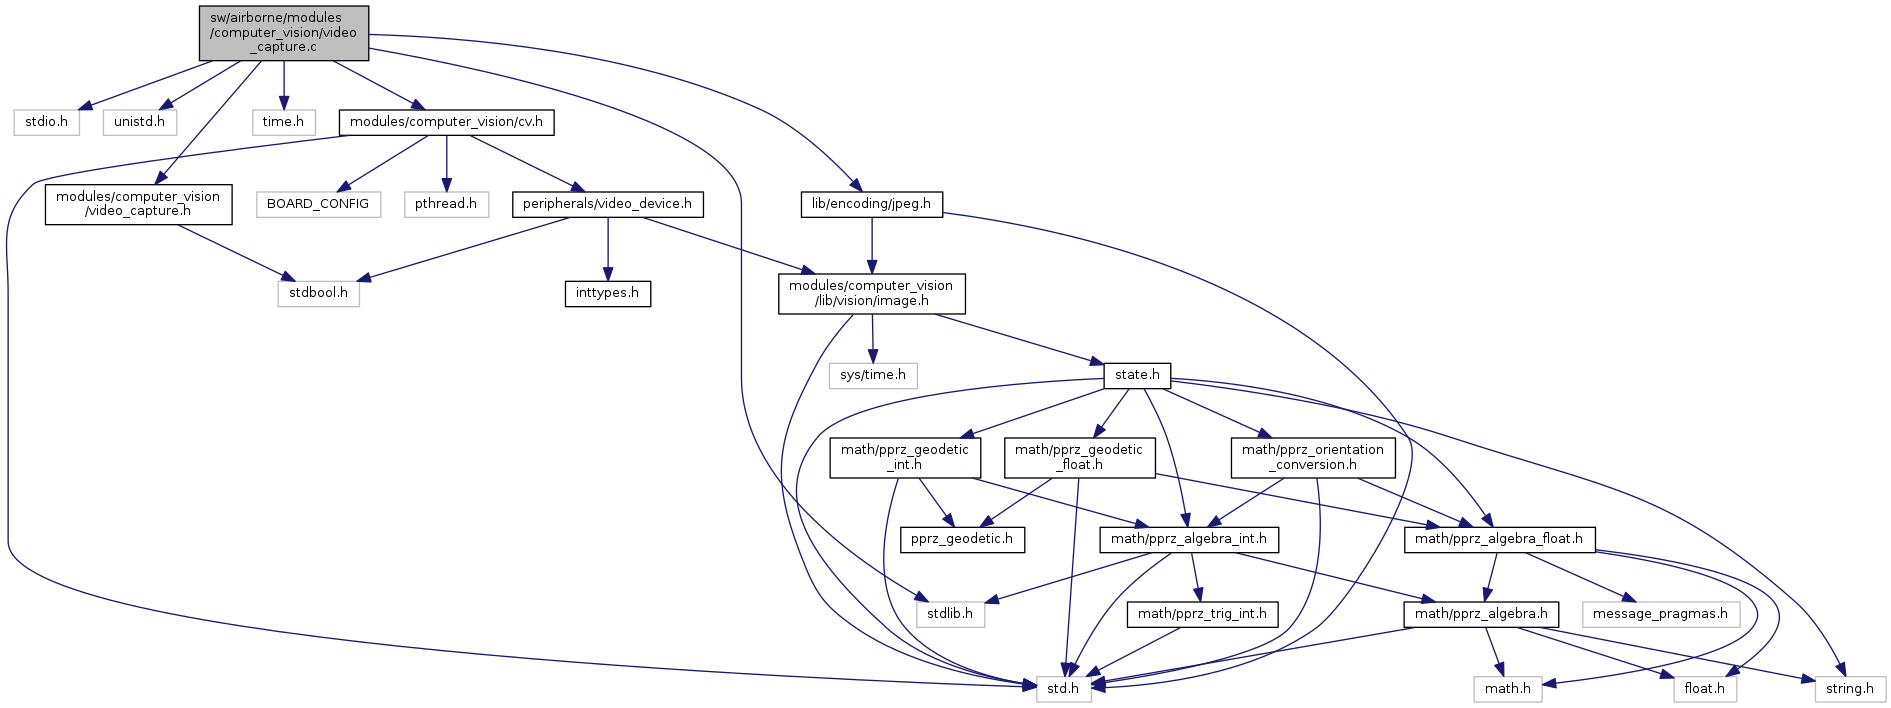 sw/airborne/modules
/computer_vision/video
_capture.c
stdio.h
unistd.h
time.h
modules/computer_vision/cv.h
modules/computer_vision
/video_capture.h
BOARD_CONFIG
pthread.h
peripherals/video_device.h
lib/encoding/jpeg.h
stdbool.h
inttypes.h
modules/computer_vision
/lib/vision/image.h
sys/time.h
state.h
math/pprz_geodetic
_int.h
math/pprz_geodetic
_float.h
math/pprz_orientation
_conversion.h
pprz_geodetic.h
math/pprz_algebra_int.h
math/pprz_algebra_float.h
stdlib.h
math/pprz_trig_int.h
math/pprz_algebra.h
message_pragmas.h
std.h
math.h
float.h
string.h